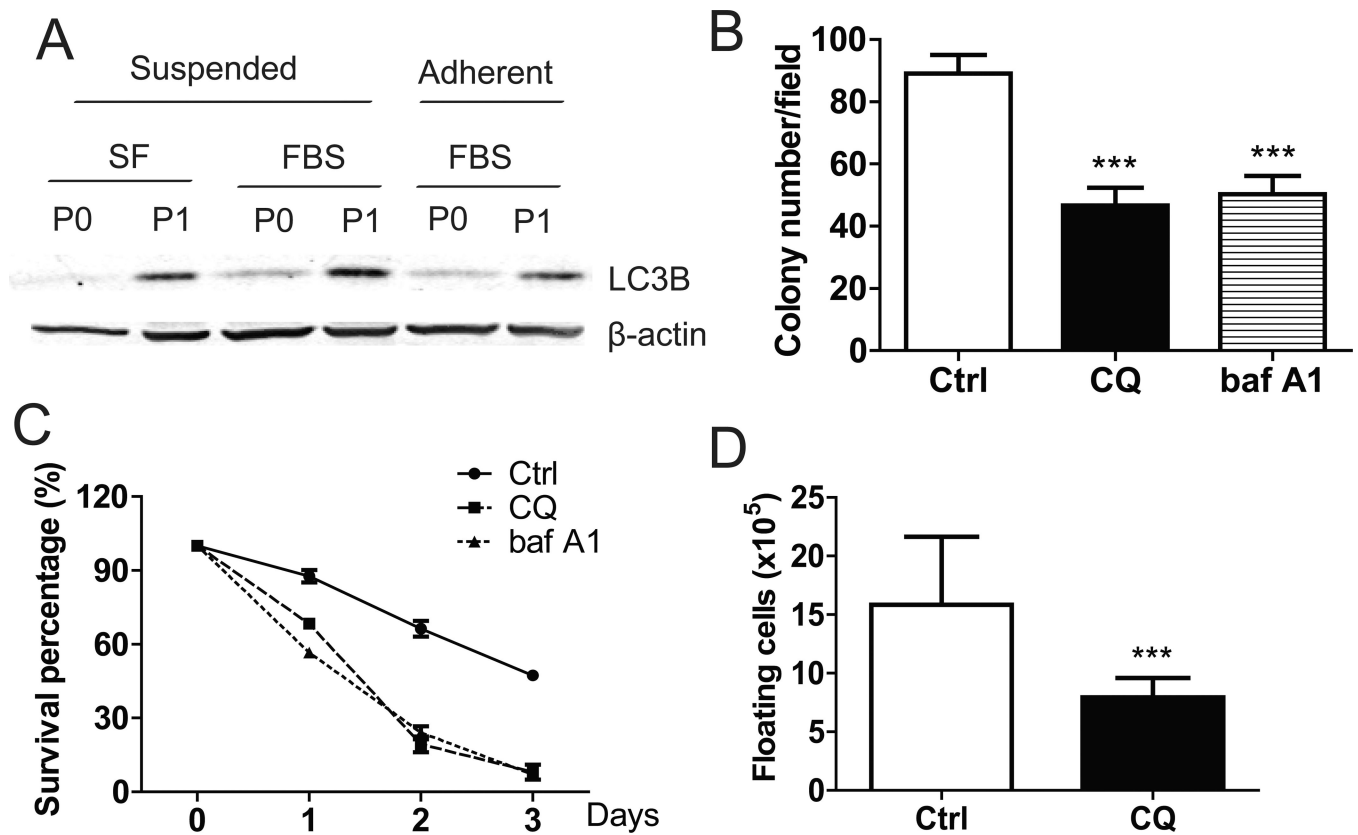 A
Suspended Adherent
SF FBS FBS
P0 P1 P0 P1 P0 P1
LC3B
β-actin
B
Colony number/field
100
80
60
40
20
0
*** ***
Ctrl CQ baf A1
C
Survival percentage (%)
120
90
60
30
0
Ctrl
CQ
baf A1
0 1 2 3 Days
D
Floating cells (x10⁵)
25
20
15
10
5
0
***
Ctrl CQ